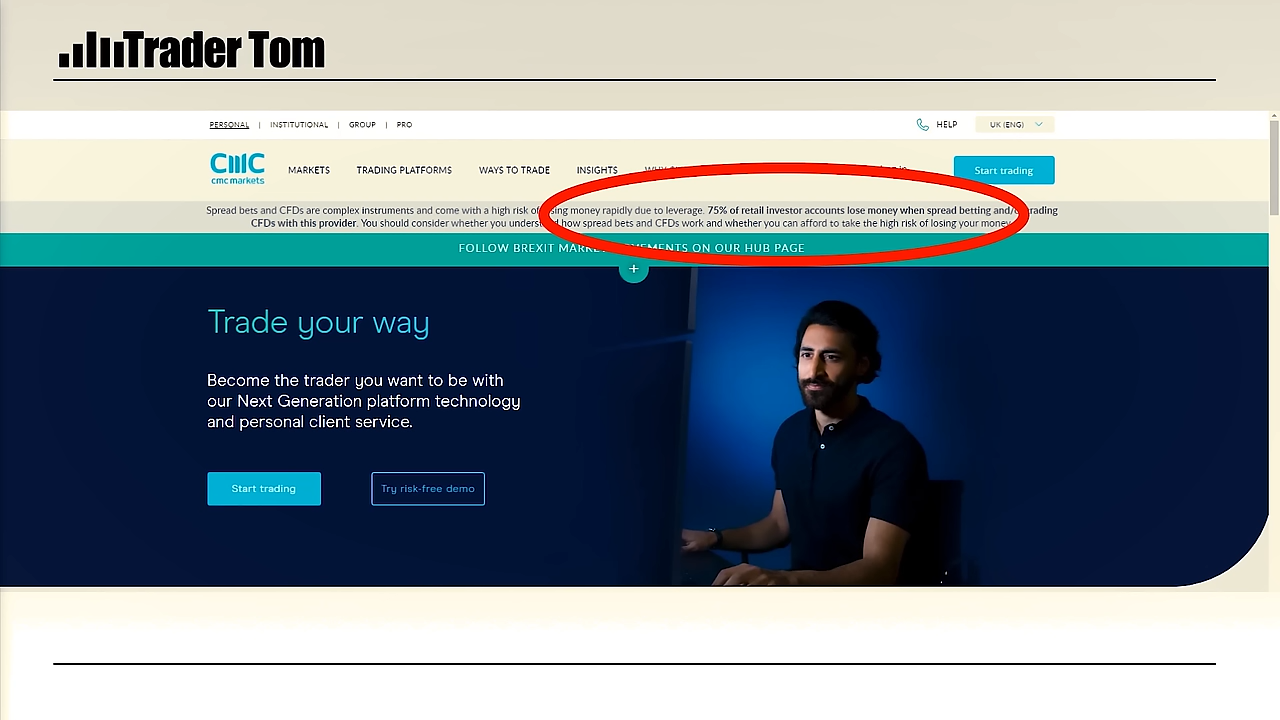 Trader Tom
PERSONAL | INSTITUTIONAL | GROUP | PRO
HELP
UK (ENG)
CMC
cmc markets
MARKETS
TRADING PLATFORMS
WAYS TO TRADE
INSIGHTS
Start trading
Spread bets and CFDs are complex instruments and come with a high risk of losing money rapidly due to leverage. 75% of retail investor accounts lose money when spread betting and/or trading
CFDs with this provider. You should consider whether you understand how spread bets and CFDs work and whether you can afford to take the high risk of losing your money.
FOLLOW BREXIT MARKET MOVEMENTS ON OUR HUB PAGE
+
Trade your way
Become the trader you want to be with
our Next Generation platform technology
and personal client service.
Start trading
Try risk-free demo